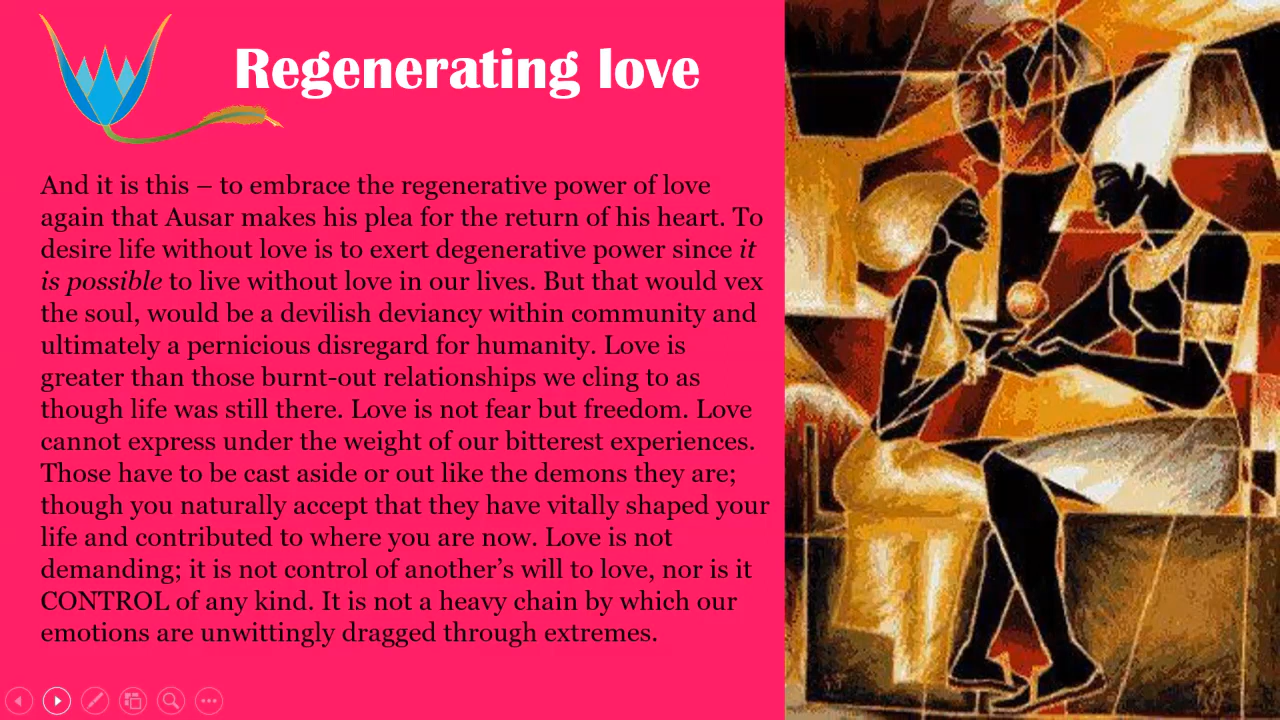 Regenerating love
And it is this – to embrace the regenerative power of love
again that Ausar makes his plea for the return of his heart. To
desire life without love is to exert degenerative power since it
is possible to live without love in our lives. But that would vex
the soul, would be a devilish deviancy within community and
ultimately a pernicious disregard for humanity. Love is
greater than those burnt-out relationships we cling to as
though life was still there. Love is not fear but freedom. Love
cannot express under the weight of our bitterest experiences.
Those have to be cast aside or out like the demons they are;
though you naturally accept that they have vitally shaped your
life and contributed to where you are now. Love is not
demanding; it is not control of another’s will to love, nor is it
CONTROL of any kind. It is not a heavy chain by which our
emotions are unwittingly dragged through extremes.